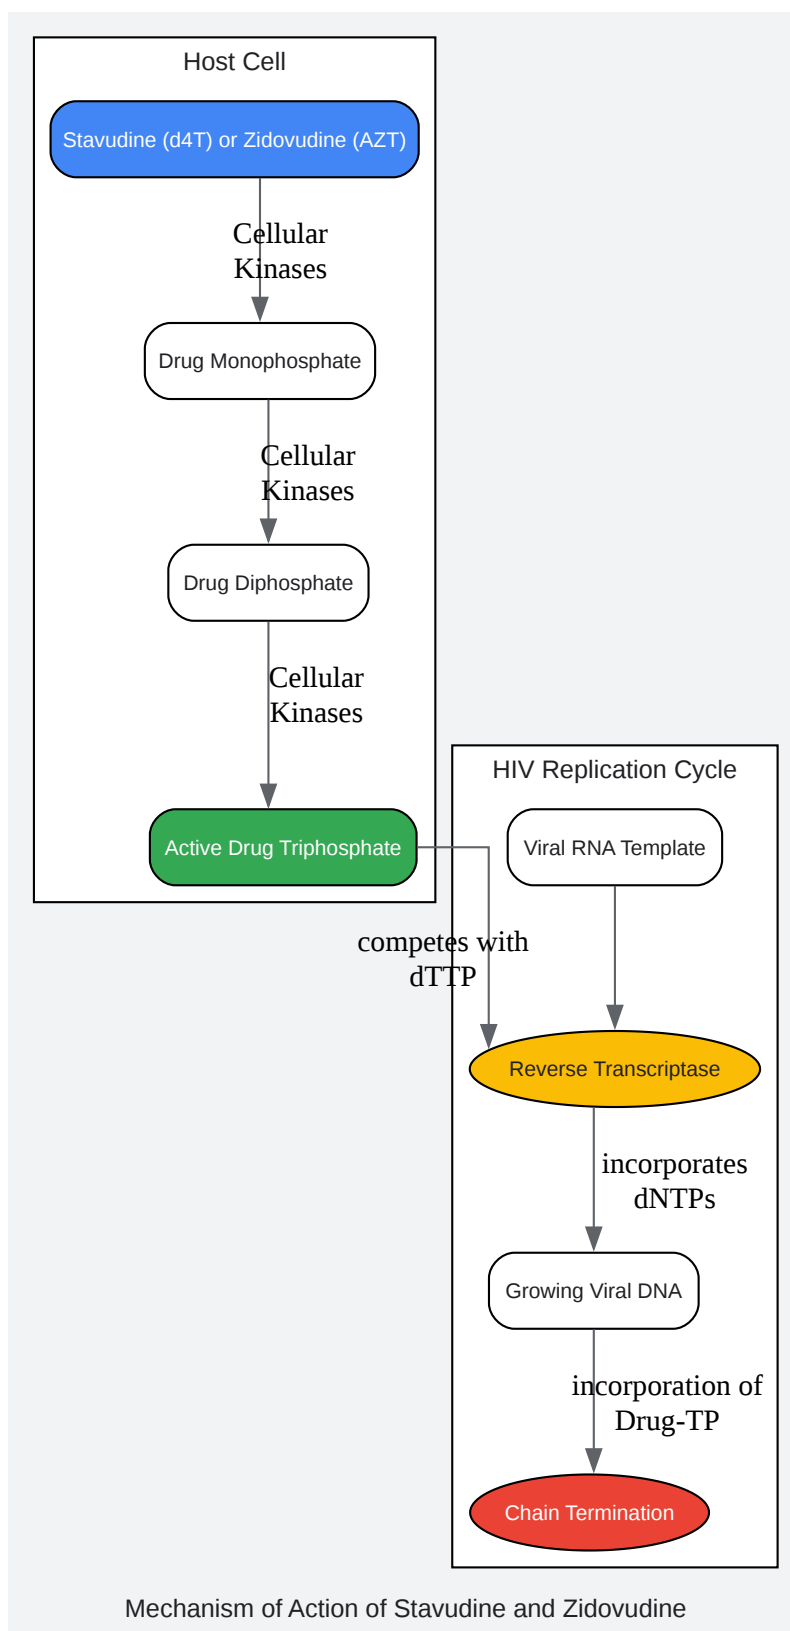 Host Cell
Stavudine (d4T) or Zidovudine (AZT)
Cellular
Kinases
Drug Monophosphate
Cellular
Kinases
Drug Diphosphate
Cellular
Kinases
Active Drug Triphosphate
HIV Replication Cycle
Viral RNA Template
competes with
dTTP
Reverse Transcriptase
incorporates
dNTPs
Growing Viral DNA
incorporation of
Drug-TP
Chain Termination
Mechanism of Action of Stavudine and Zidovudine